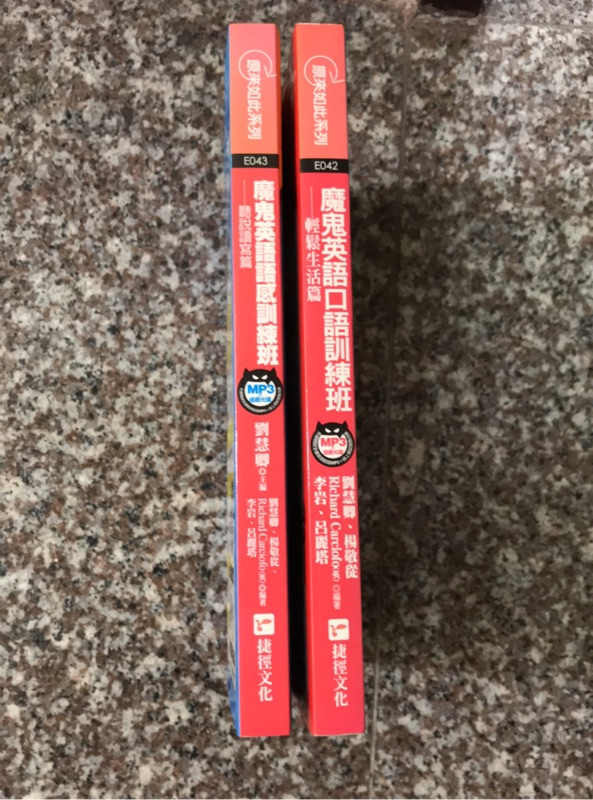 原來如此系列
E043
魔鬼英語語感訓練班
聽說讀寫篇
MP3
劉慧卿◎主編
劉慧卿．楊敬從．
Richard Carciofo(英)◎編著
李岩．呂麗塔
捷徑文化
原來如此系列
E042
魔鬼英語口語訓練班
輕鬆生活篇
MP3
劉慧卿．楊敬從
Richard Carciofo(英)◎編著
李岩．呂麗塔
捷徑文化